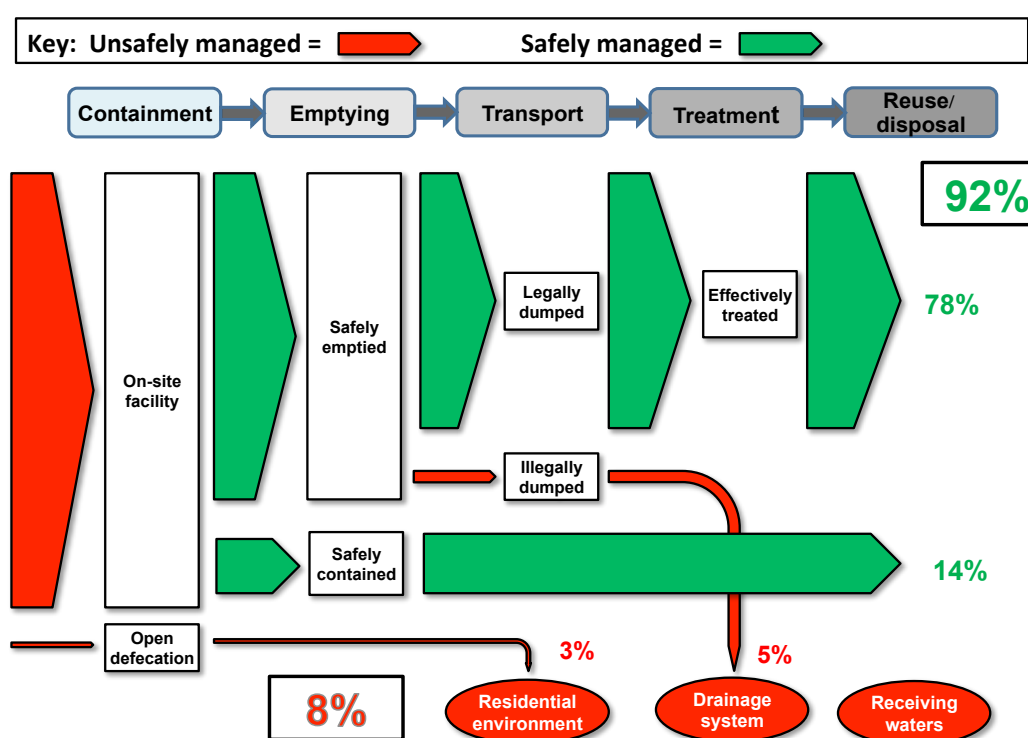 Key: Unsafely managed =
Safely managed =
Containment
Emptying
Transport
Treatment
Reuse/
disposal
92%
On-site
facility
Safely
emptied
Legally
dumped
Effectively
treated
78%
Illegally
dumped
Safely
contained
14%
Open
defecation
3%
5%
8%
Residential
environment
Drainage
system
Receiving
waters